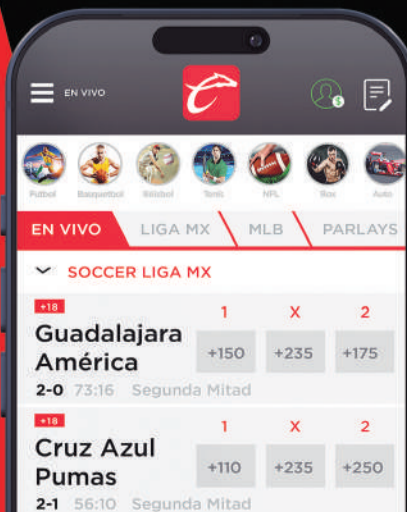 EN VIVO
Futbol Basquetbol Béisbol Tenis NFL Box Auto
EN VIVO LIGA MX MLB PARLAYS
SOCCER LIGA MX
+18 1 X 2
Guadalajara
América
+150 +235 +175
2-0 73:16 Segunda Mitad
+18 1 X 2
Cruz Azul
Pumas
+110 +235 +250
2-1 56:10 Segunda Mitad